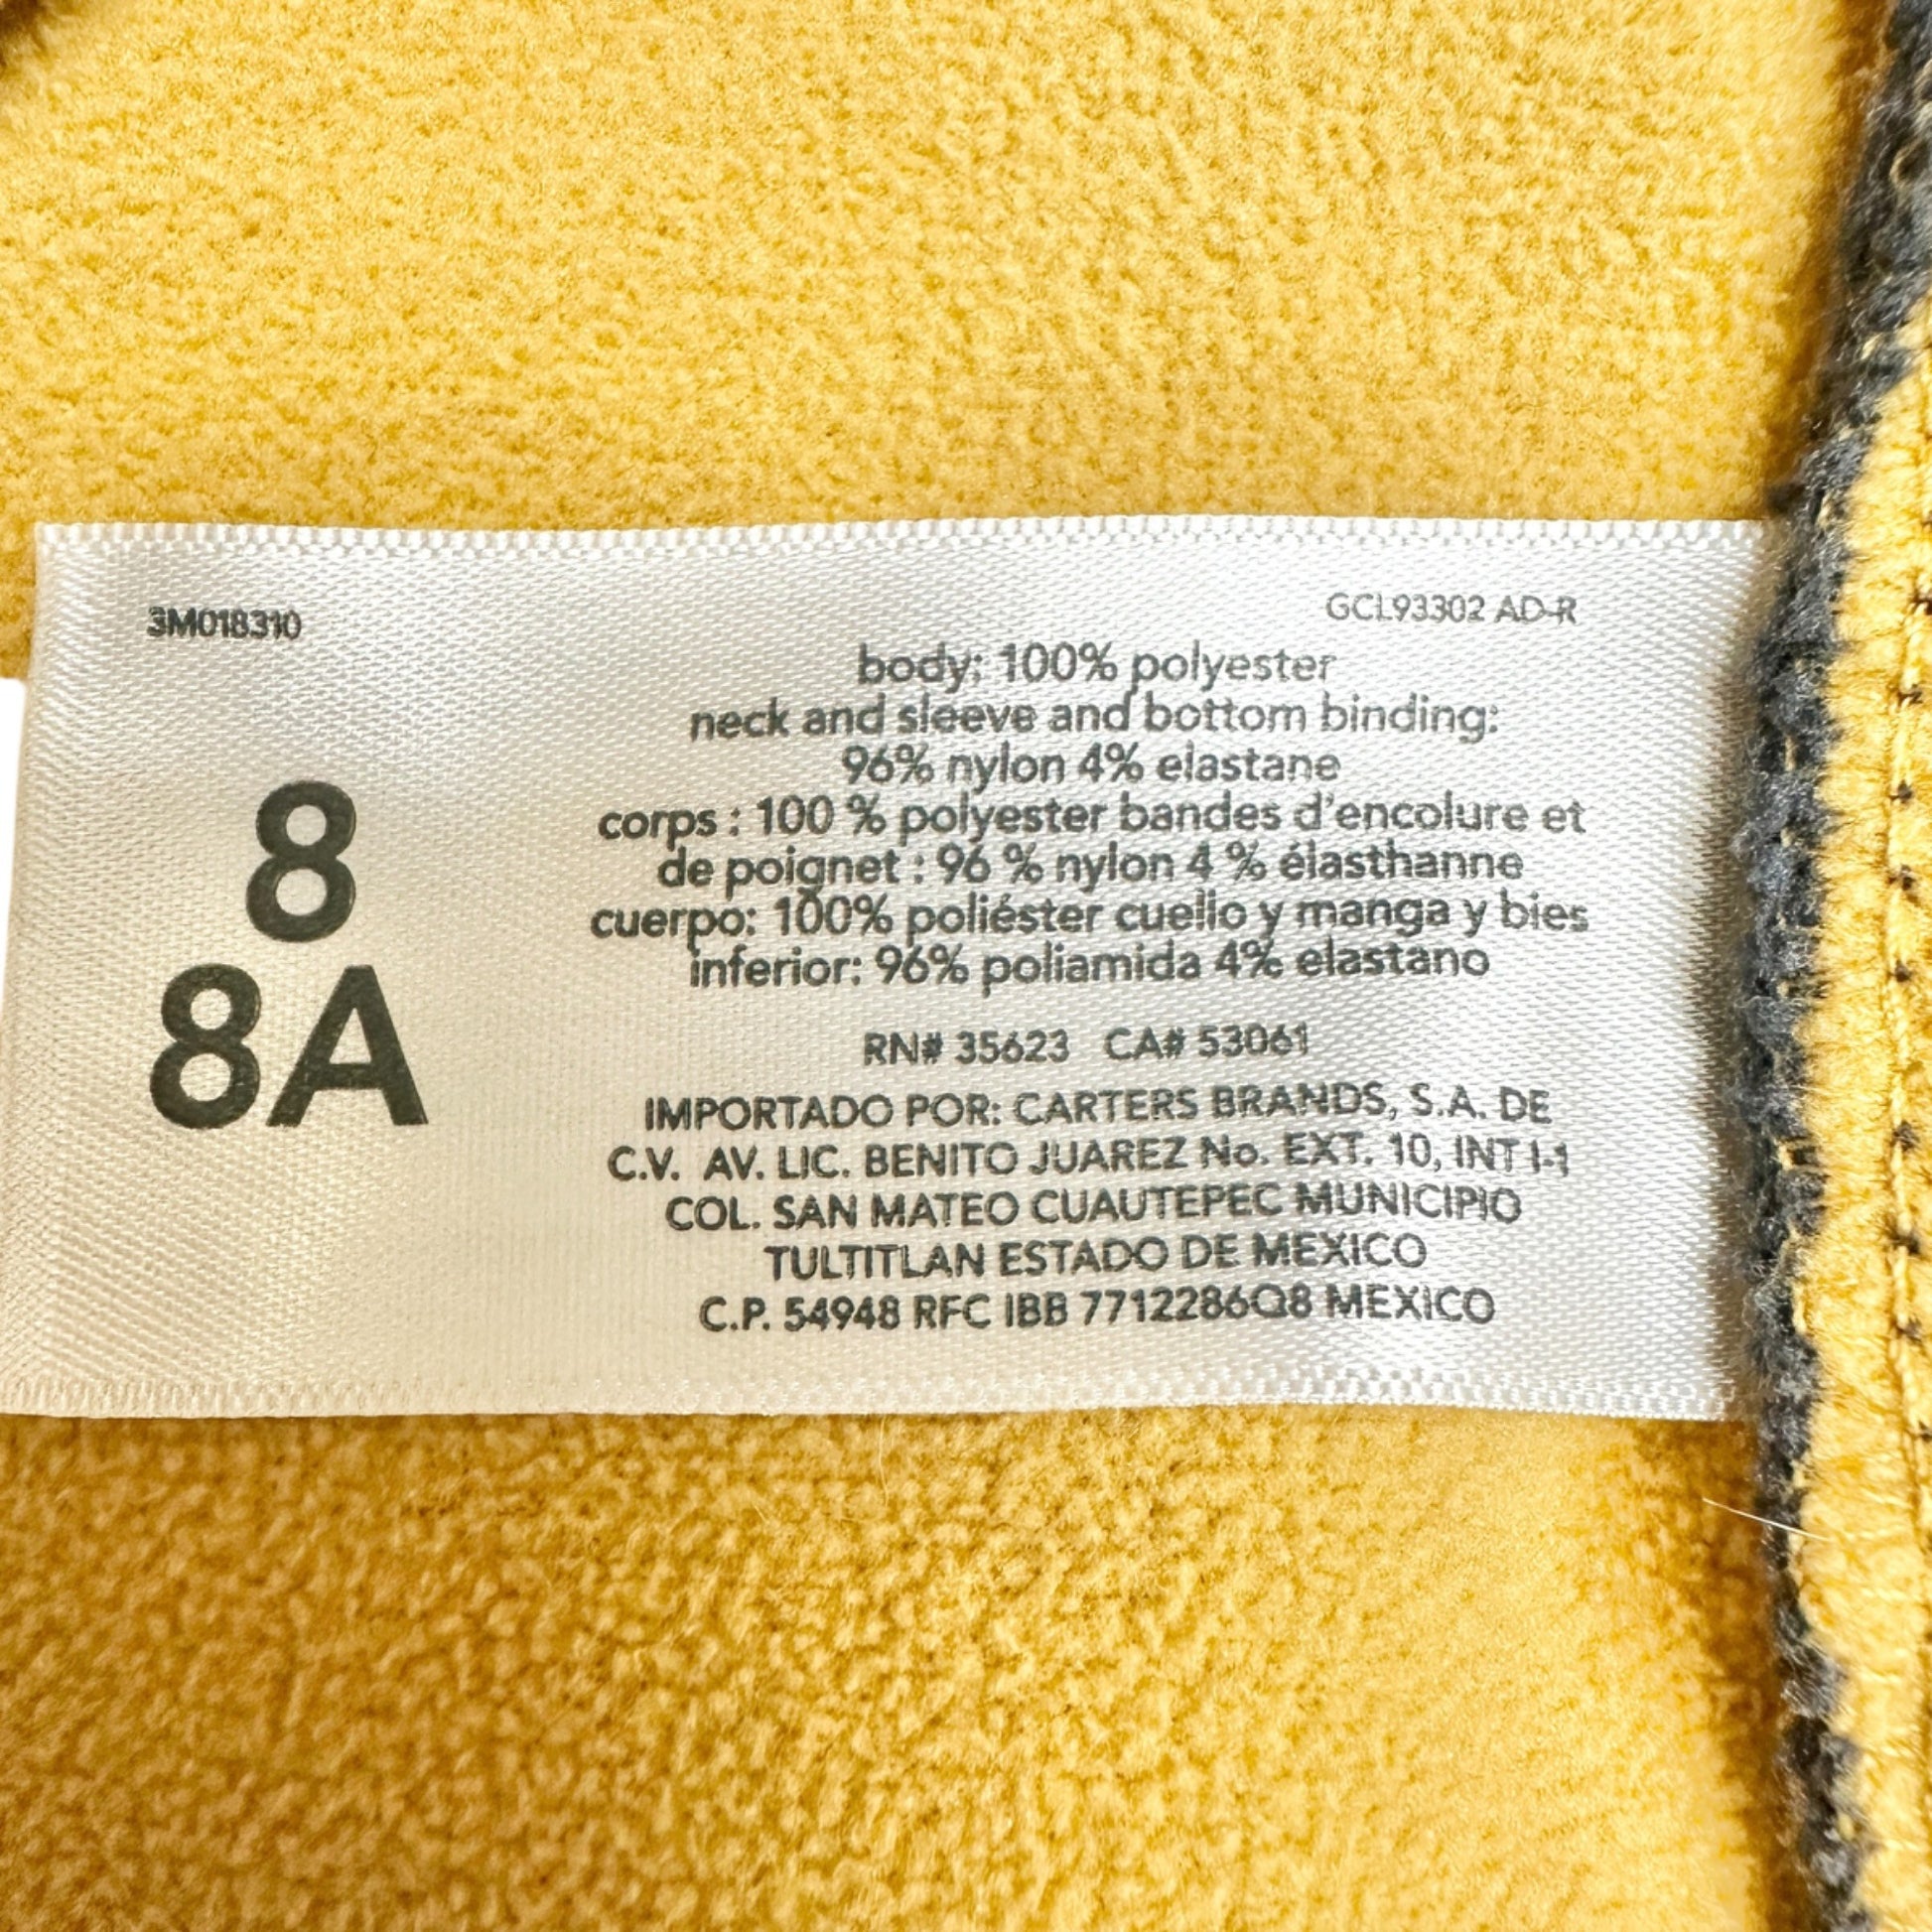 3M018310
GCL93302 AD-R
8
8A
body: 100% polyester
neck and sleeve and bottom binding:
96% nylon 4% elastane
corps : 100 % polyester bandes d'encolure et
de poignet : 96 % nylon 4 % élasthanne
cuerpo: 100% poliéster cuello y manga y bies
inferior: 96% poliamida 4% elastano
RN# 35623 CA# 53061
IMPORTADO POR: CARTERS BRANDS, S.A. DE
C.V. AV. LIC. BENITO JUAREZ No. EXT. 10, INT I-1
COL. SAN MATEO CUAUTEPEC MUNICIPIO
TULTITLAN ESTADO DE MEXICO
C.P. 54948 RFC IBB 7712286Q8 MEXICO